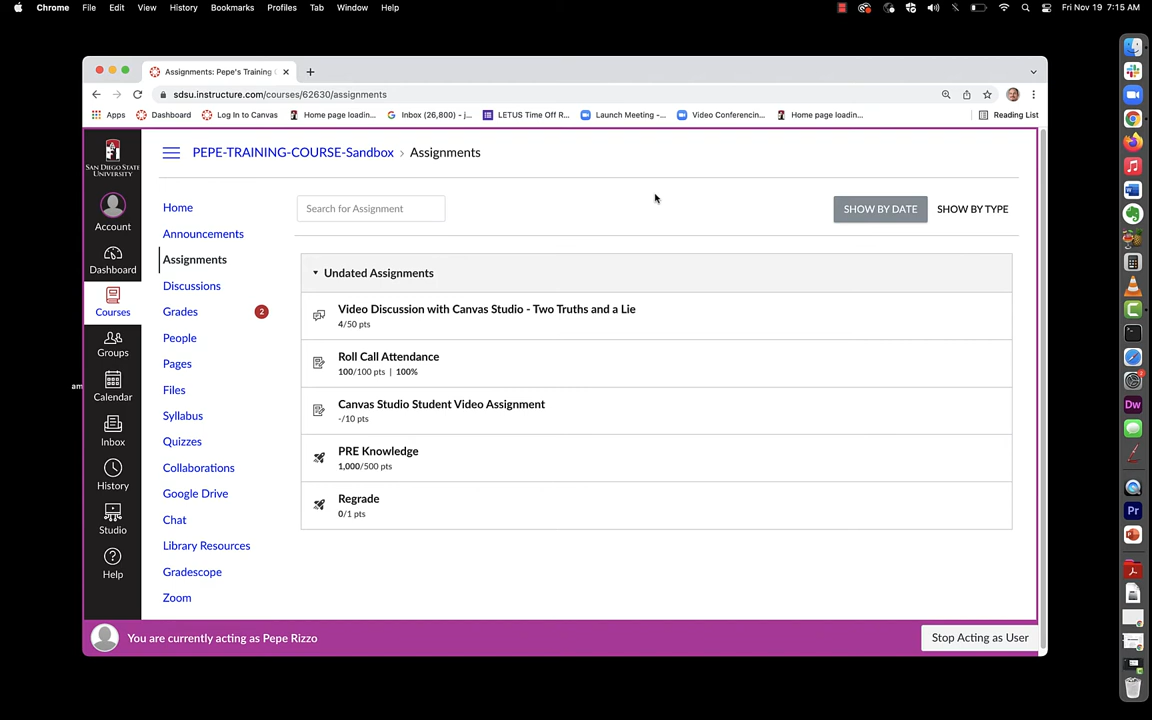 Chrome File Edit View History Bookmarks Profiles Tab Window Help Fri Nov 19 7:15 AM
Assignments: Pepe's Training
sdsu.instructure.com/courses/62630/assignments
Apps Dashboard Log In to Canvas Home page loadin... Inbox (26,800) - j... LETUS Time Off R... Launch Meeting -... Video Conferencin... Home page loadin... Reading List
SAN DIEGO STATE
UNIVERSITY
Account
Dashboard
Courses
Groups
Calendar
Inbox
History
Studio
Help
am
PEPE-TRAINING-COURSE-Sandbox › Assignments
Home
Announcements
Assignments
Discussions
Grades 2
People
Pages
Files
Syllabus
Quizzes
Collaborations
Google Drive
Chat
Library Resources
Gradescope
Zoom
Search for Assignment
SHOW BY DATE SHOW BY TYPE
Undated Assignments
Video Discussion with Canvas Studio - Two Truths and a Lie
4/50 pts
Roll Call Attendance
100/100 pts | 100%
Canvas Studio Student Video Assignment
-/10 pts
PRE Knowledge
1,000/500 pts
Regrade
0/1 pts
You are currently acting as Pepe Rizzo
Stop Acting as User
Dw
Pr